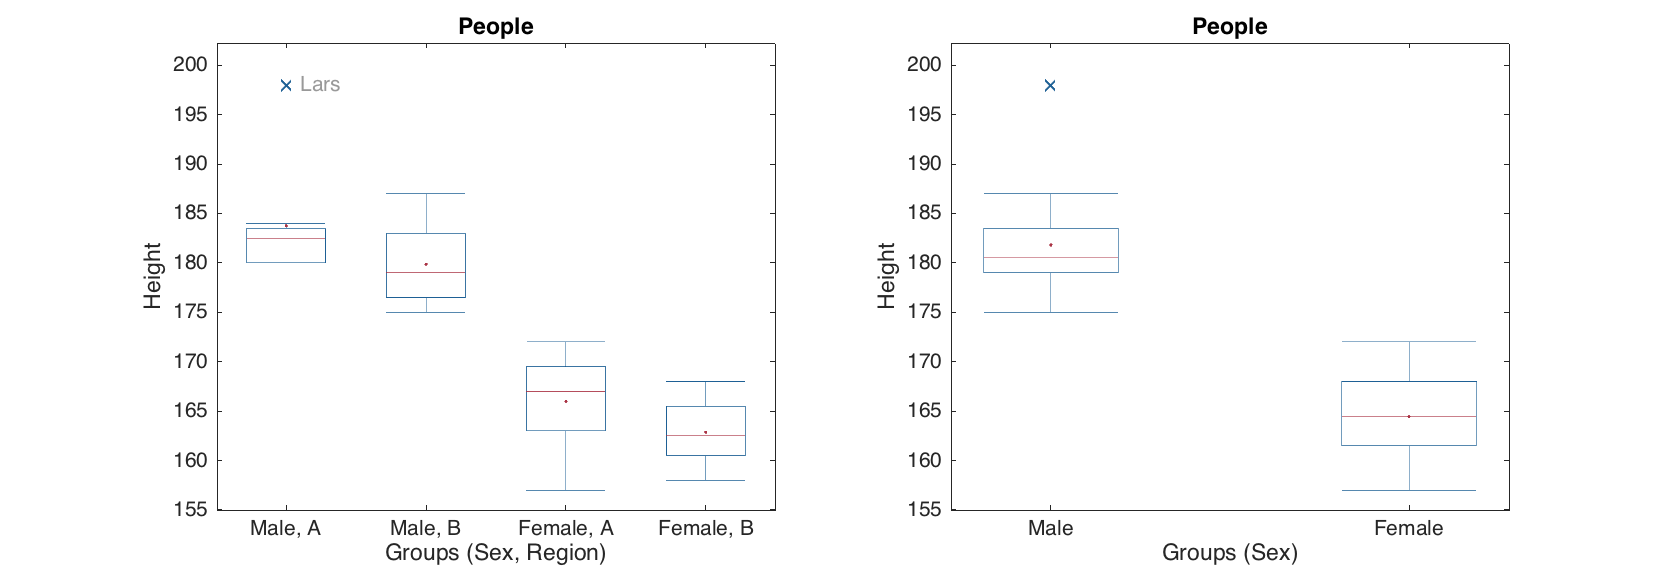 People
200
195
190
185
180
175
170
165
160
155
Height
Lars
Male, A
Male, B
Female, A
Female, B
Groups (Sex, Region)
People
200
195
190
185
180
175
170
165
160
155
Height
Male
Female
Groups (Sex)